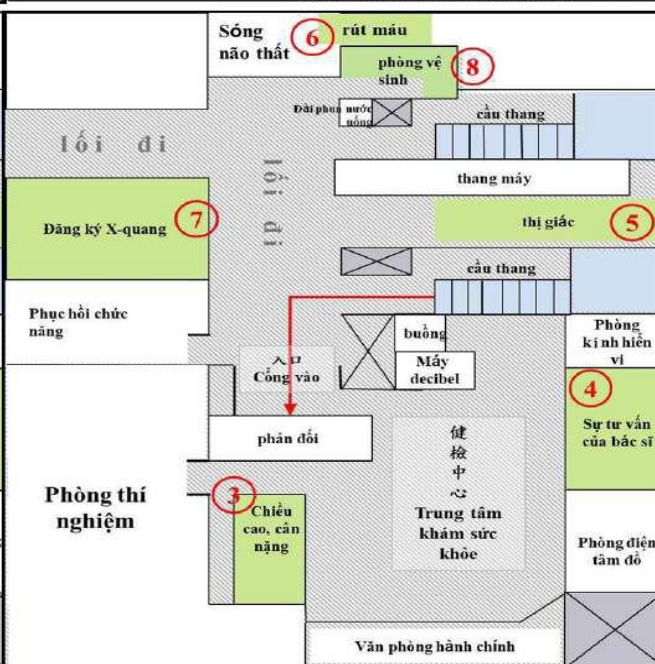 Sóng
não thất
6
rút máu
phòng vệ
sinh
8
Đài phun nước
uống
cầu thang
lối đi
lối đi
thang máy
Đăng ký X-quang
7
thị giác
5
cầu thang
Phục hồi chức
năng
buồng
Máy
decibel
Phòng
kính hiển
vi
入口
Cổng vào
4
Sự tư vấn
của bác sĩ
phản đối
健
檢
中
心
Trung tâm
khám sức
khỏe
Phòng thí
nghiệm
3
Chiều
cao, cân
nặng
Phòng điện
tâm đồ
Văn phòng hành chính